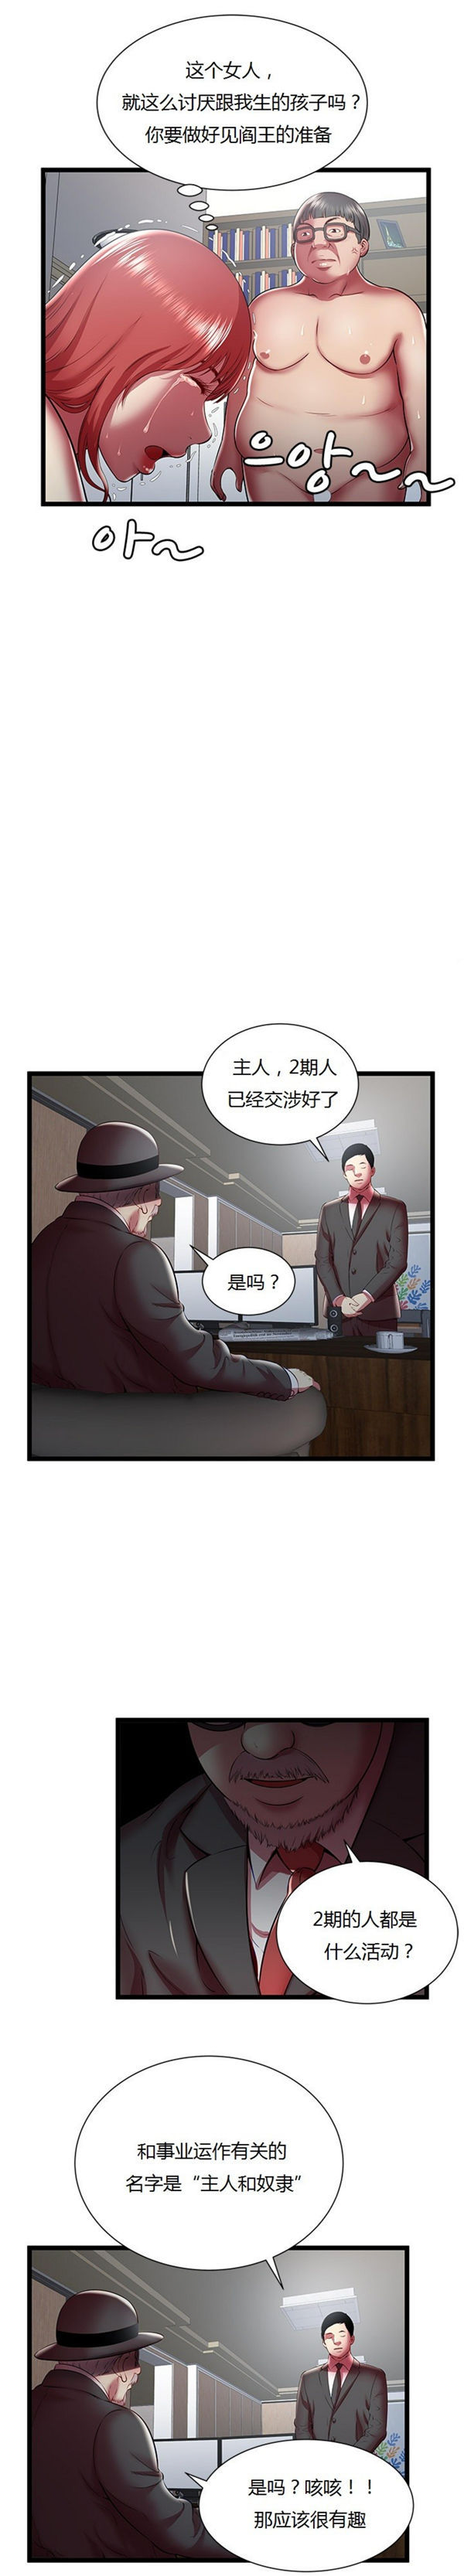 这个女人，
就这么讨厌跟我生的孩子吗？
你要做好见阎王的准备
으앙~~
아~
主人，2期人
已经交涉好了
是吗？
2期的人都是
什么活动？
和事业运作有关的
名字是“主人和奴隶”
是吗？咳咳！！
那应该很有趣